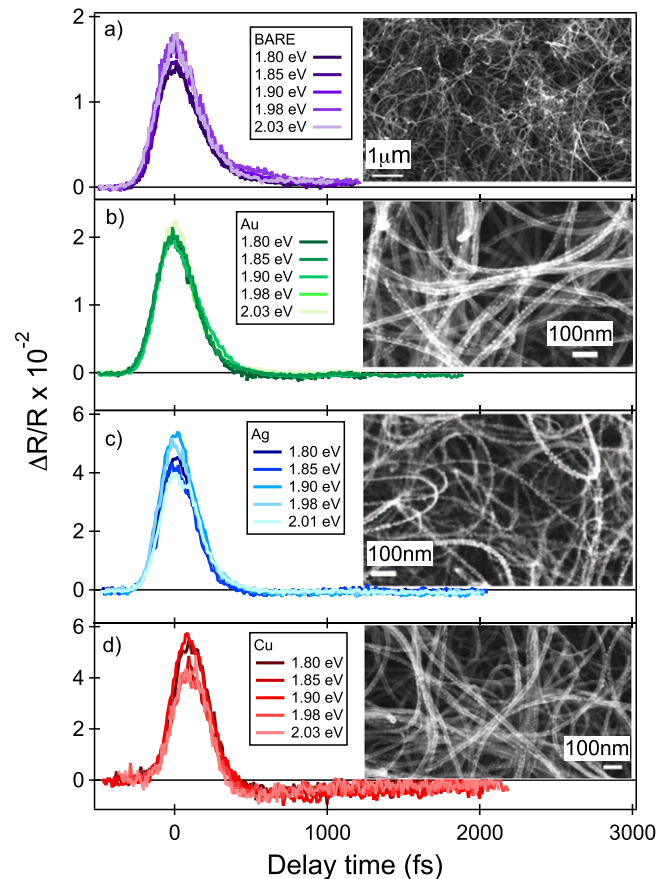 a)
BARE
1.80 eV
1.85 eV
1.90 eV
1.98 eV
2.03 eV
1μm
2
1
0
b)
Au
1.80 eV
1.85 eV
1.90 eV
1.98 eV
2.03 eV
100nm
2
1
0
ΔR/R x 10⁻²
c)
Ag
1.80 eV
1.85 eV
1.90 eV
1.98 eV
2.01 eV
100nm
6
4
2
0
d)
Cu
1.80 eV
1.85 eV
1.90 eV
1.98 eV
2.03 eV
100nm
6
4
2
0
0 1000 2000 3000
Delay time (fs)